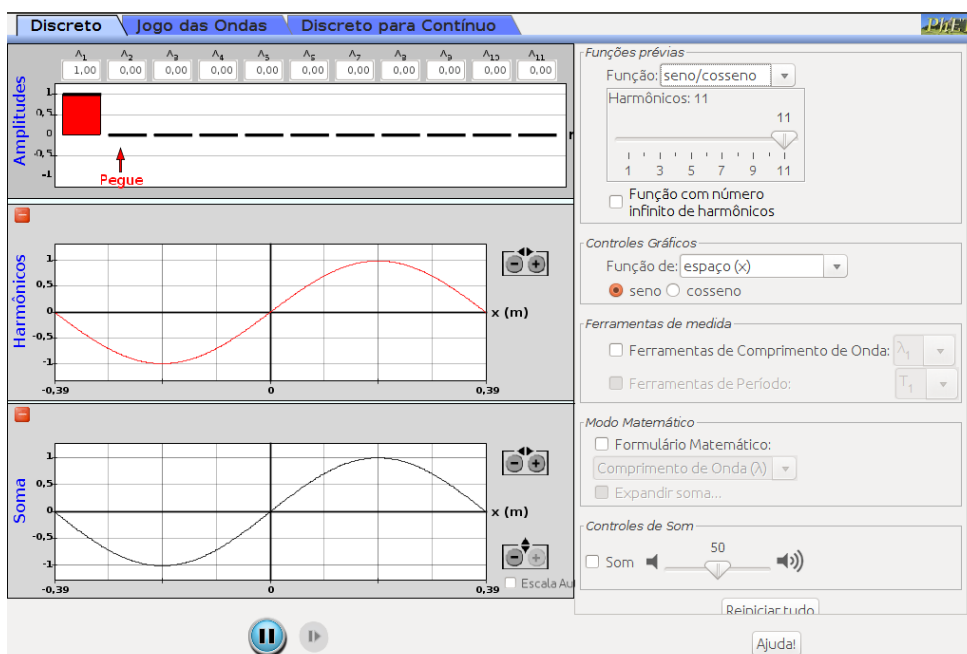 Discreto
Jogo das Ondas
Discreto para Contínuo
PhET
Amplitudes
A1 A2 A3 A4 A5 A6 A7 A8 A9 A10 A11
1,00 0,00 0,00 0,00 0,00 0,00 0,00 0,00 0,00 0,00 0,00
1
0,5
0
-0,5
-1
Pegue
Harmônicos
1
0,5
0
-0,5
-1
x (m)
-0,39 0 0,39
Soma
1
0,5
0
-0,5
-1
x (m)
-0,39 0 0,39
Escala Au
Funções prévias
Função: seno/cosseno
Harmônicos: 11
11
1 3 5 7 9 11
Função com número
infinito de harmônicos
Controles Gráficos
Função de: espaço (x)
seno cosseno
Ferramentas de medida
Ferramentas de Comprimento de Onda: λ1
Ferramentas de Período: T1
Modo Matemático
Formulário Matemático:
Comprimento de Onda (λ)
Expandir soma...
Controles de Som
50
Som
Reiniciar tudo
Ajuda!